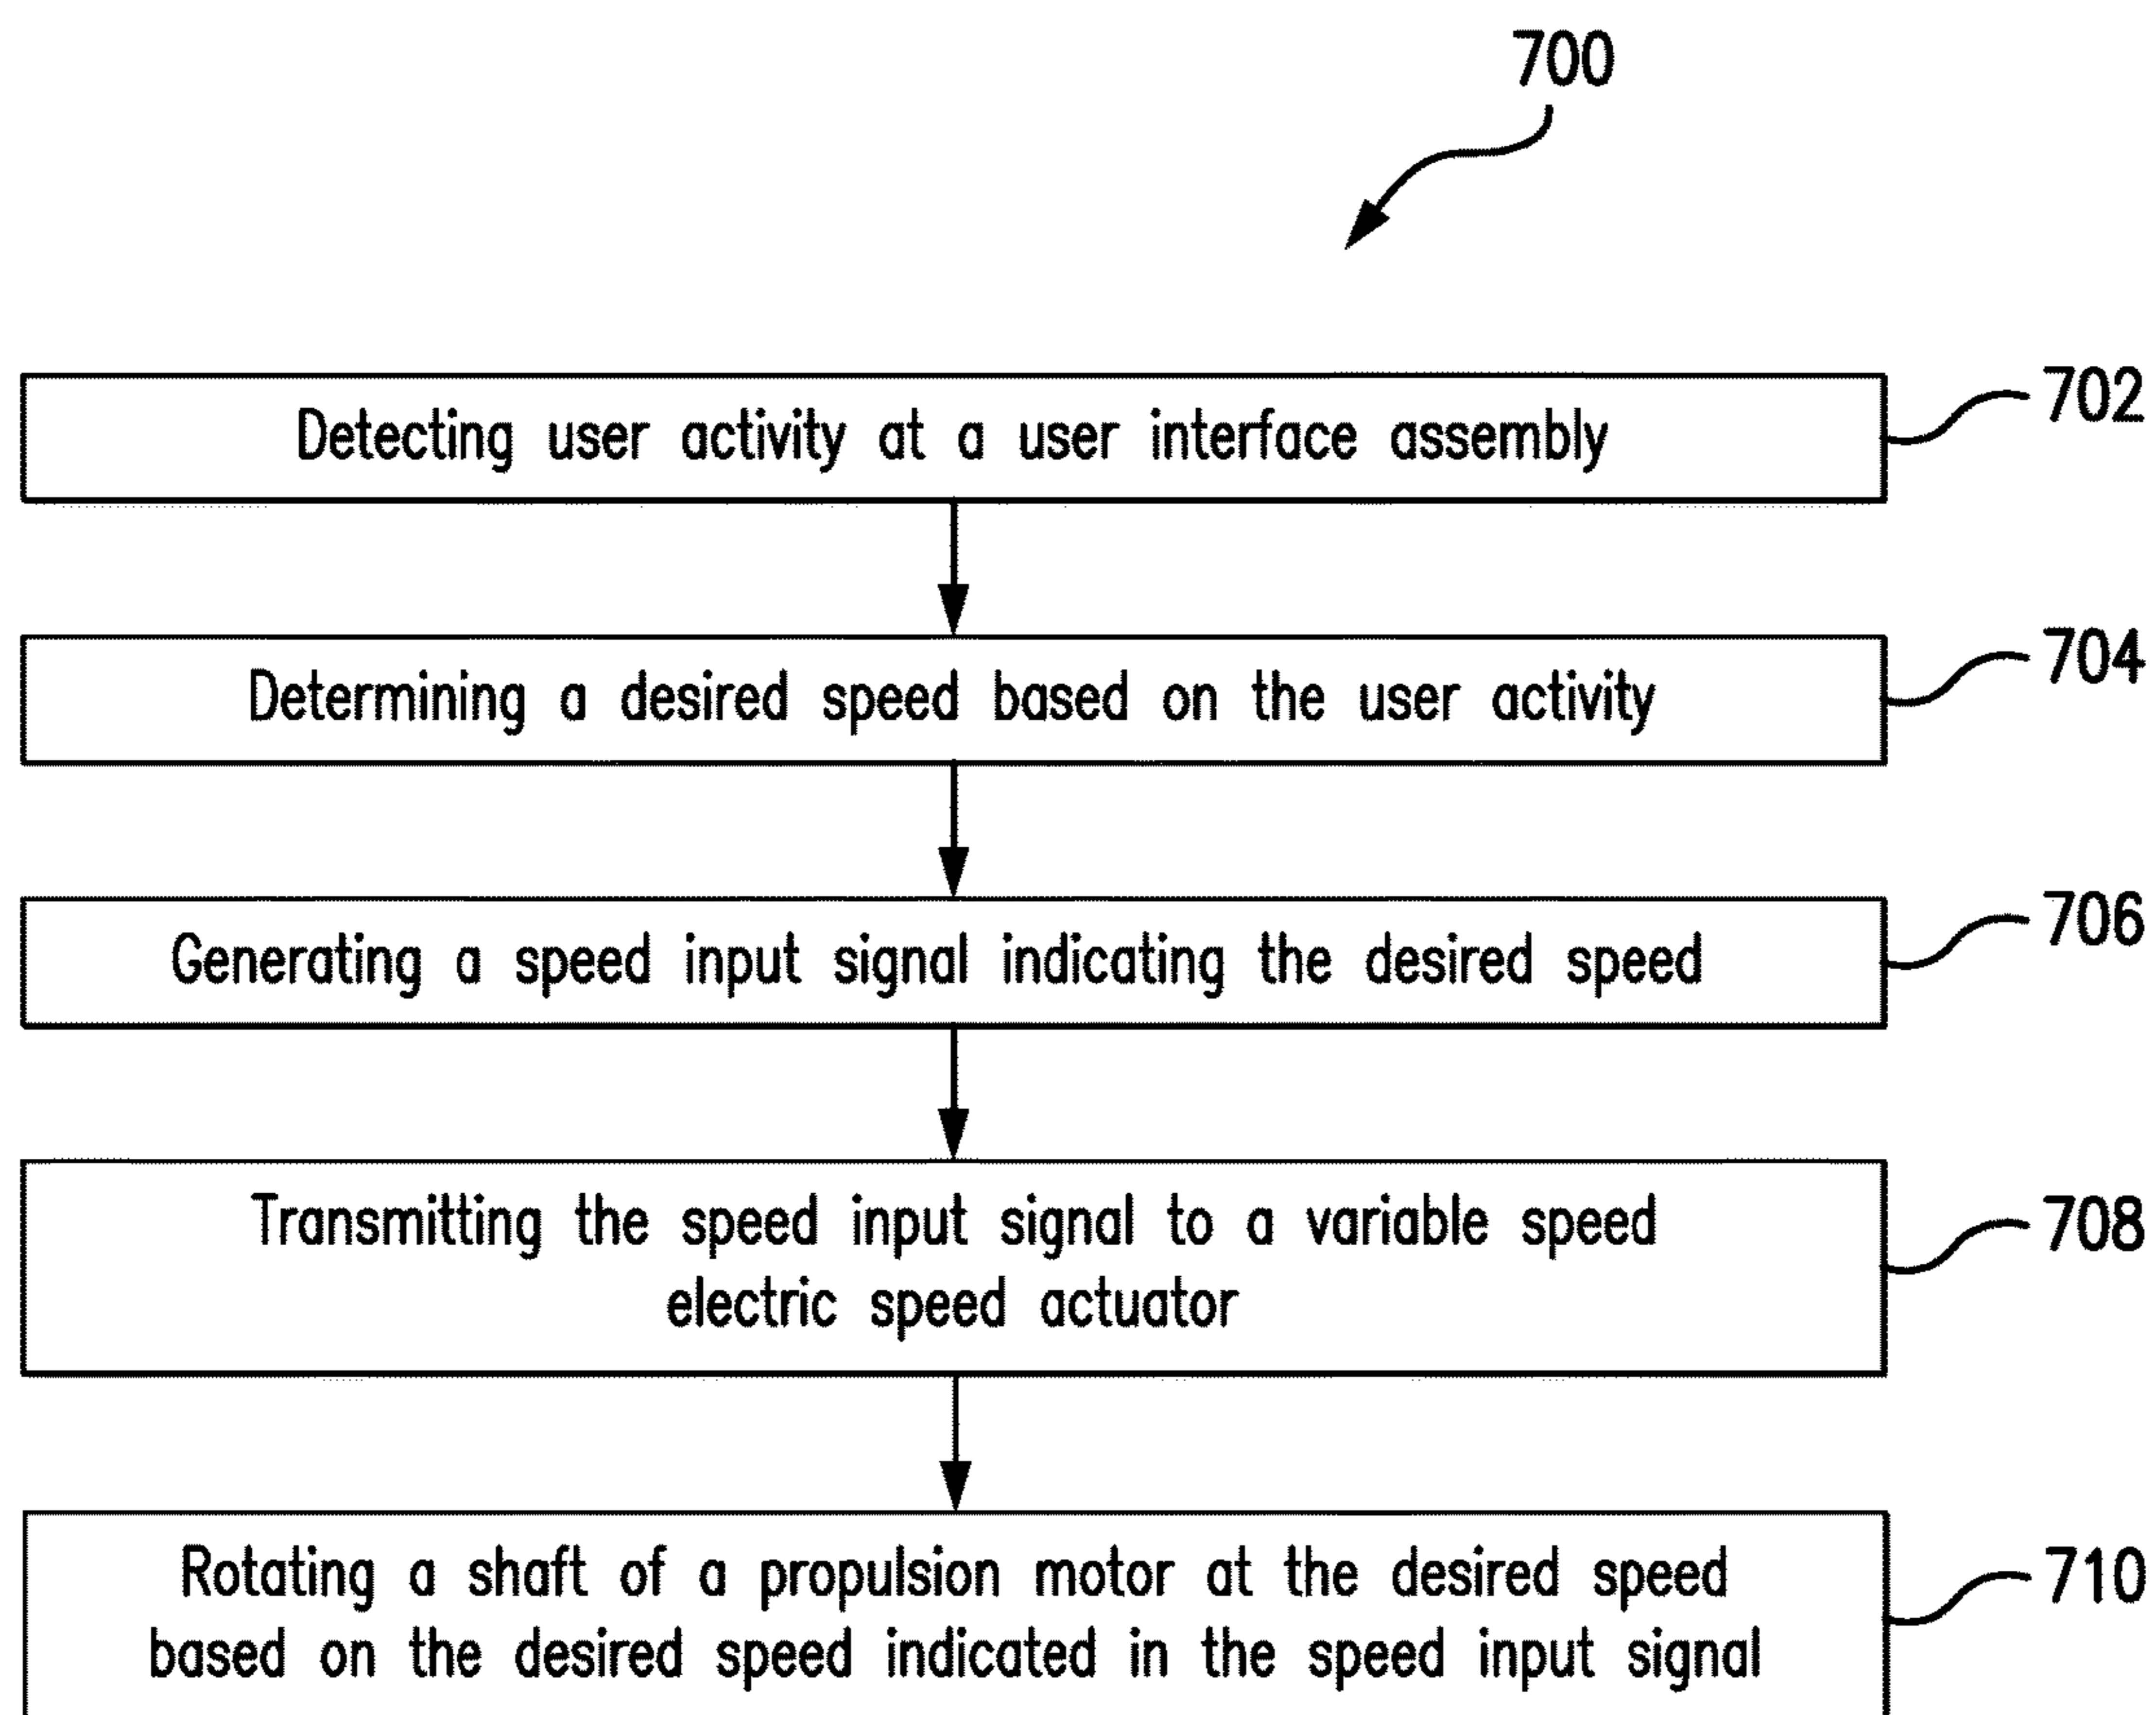 700
Detecting user activity at a user interface assembly
702
Determining a desired speed based on the user activity
704
Generating a speed input signal indicating the desired speed
706
Transmitting the speed input signal to a variable speed
electric speed actuator
708
Rotating a shaft of a propulsion motor at the desired speed
based on the desired speed indicated in the speed input signal
710